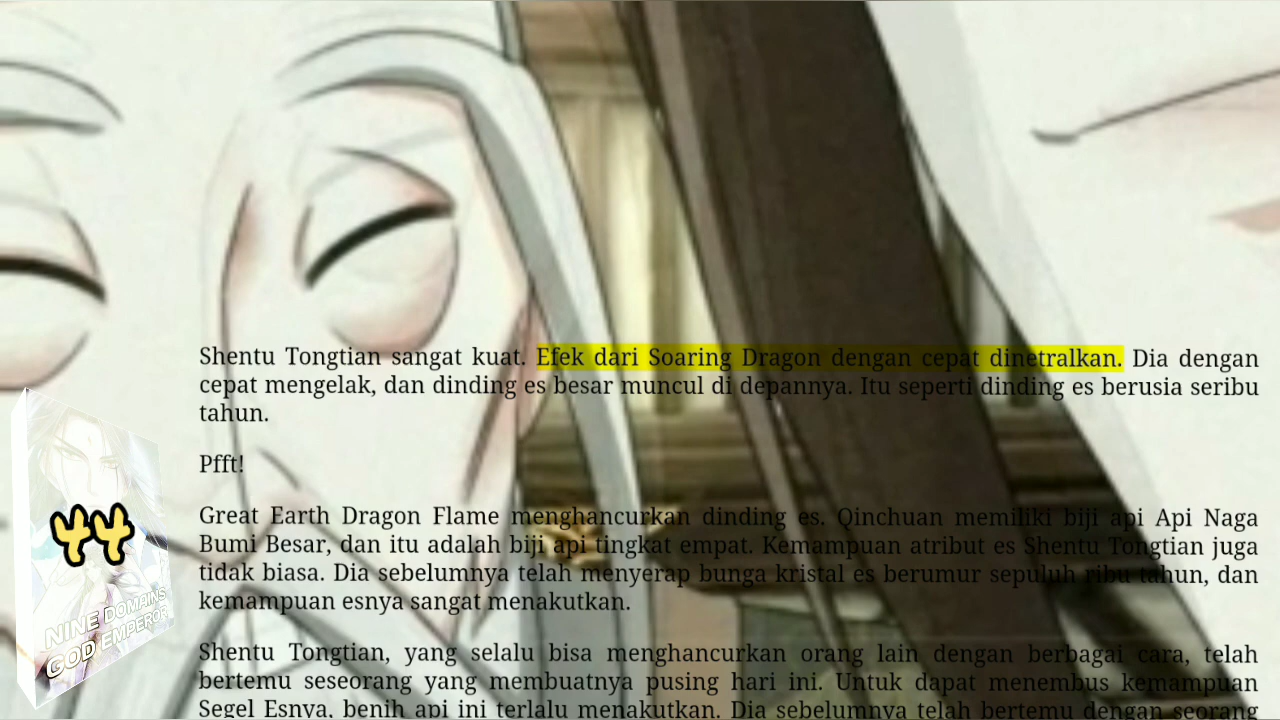 Shentu Tongtian sangat kuat. Efek dari Soaring Dragon dengan cepat dinetralkan. Dia dengan
cepat mengelak, dan dinding es besar muncul di depannya. Itu seperti dinding es berusia seribu
tahun.
Pfft!
Great Earth Dragon Flame menghancurkan dinding es. Qinchuan memiliki biji api Api Naga
Bumi Besar, dan itu adalah biji api tingkat empat. Kemampuan atribut es Shentu Tongtian juga
tidak biasa. Dia sebelumnya telah menyerap bunga kristal es berumur sepuluh ribu tahun, dan
kemampuan esnya sangat menakutkan.
Shentu Tongtian, yang selalu bisa menghancurkan orang lain dengan berbagai cara, telah
bertemu seseorang yang membuatnya pusing hari ini. Untuk dapat menembus kemampuan
Segel Esnya, benih api ini terlalu menakutkan. Dia sebelumnya telah bertemu dengan seorang
44
NINE DOMAINS
GOD EMPEROR